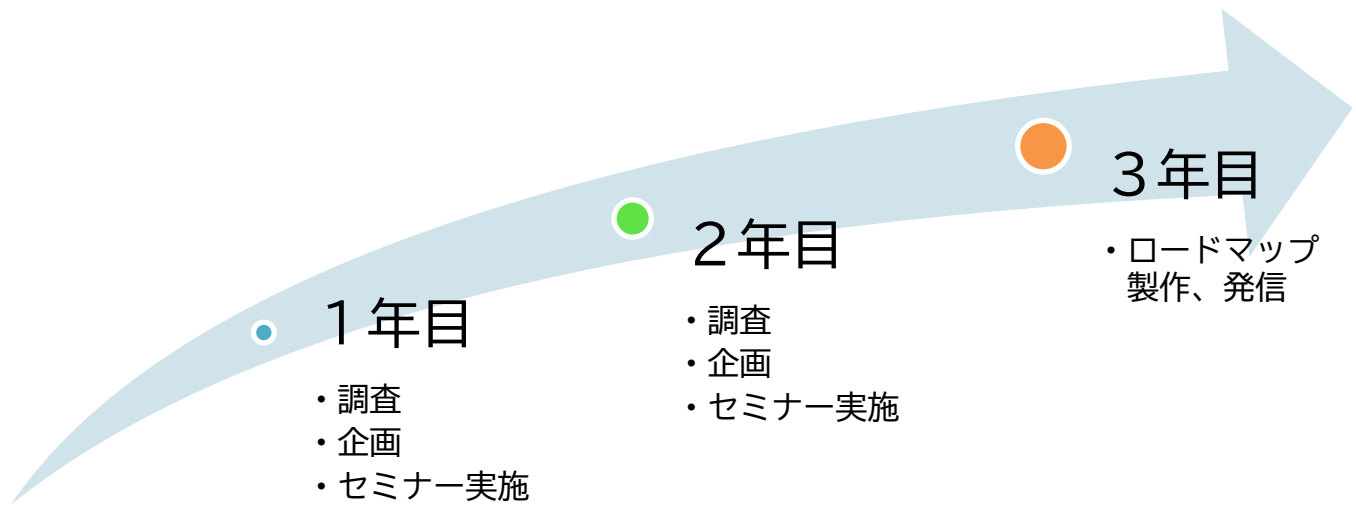 １年目
・調査
・企画
・セミナー実施
２年目
・調査
・企画
・セミナー実施
３年目
・ロードマップ
製作、発信